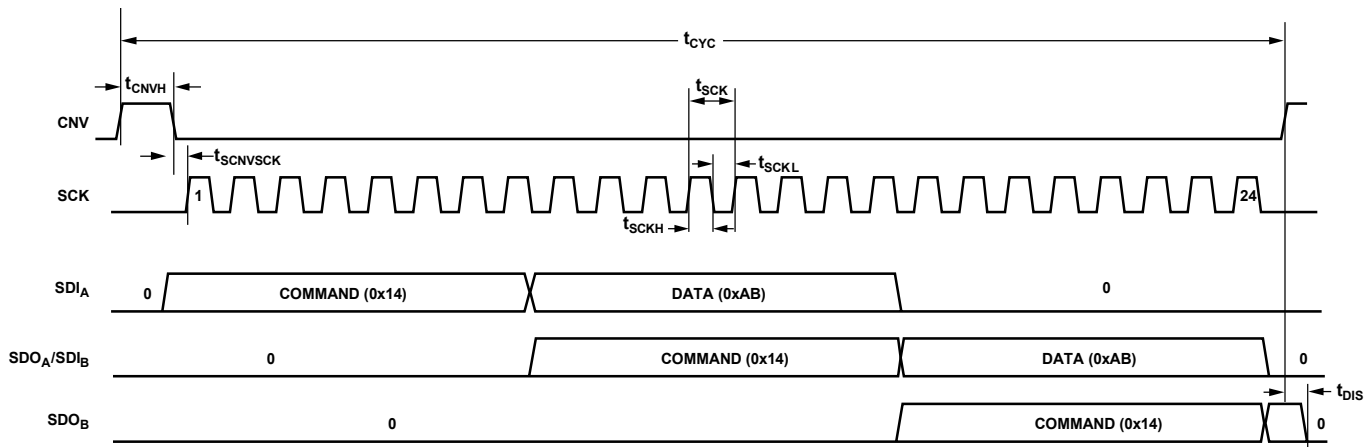 tCYC
tCNVH
tSCK
CNV
tSCNVSCK
tSCKL
SCK
1
24
tSCKH
SDIA
0
COMMAND (0x14)
DATA (0xAB)
0
SDOA/SDIB
0
COMMAND (0x14)
DATA (0xAB)
0
tDIS
SDOB
0
COMMAND (0x14)
0